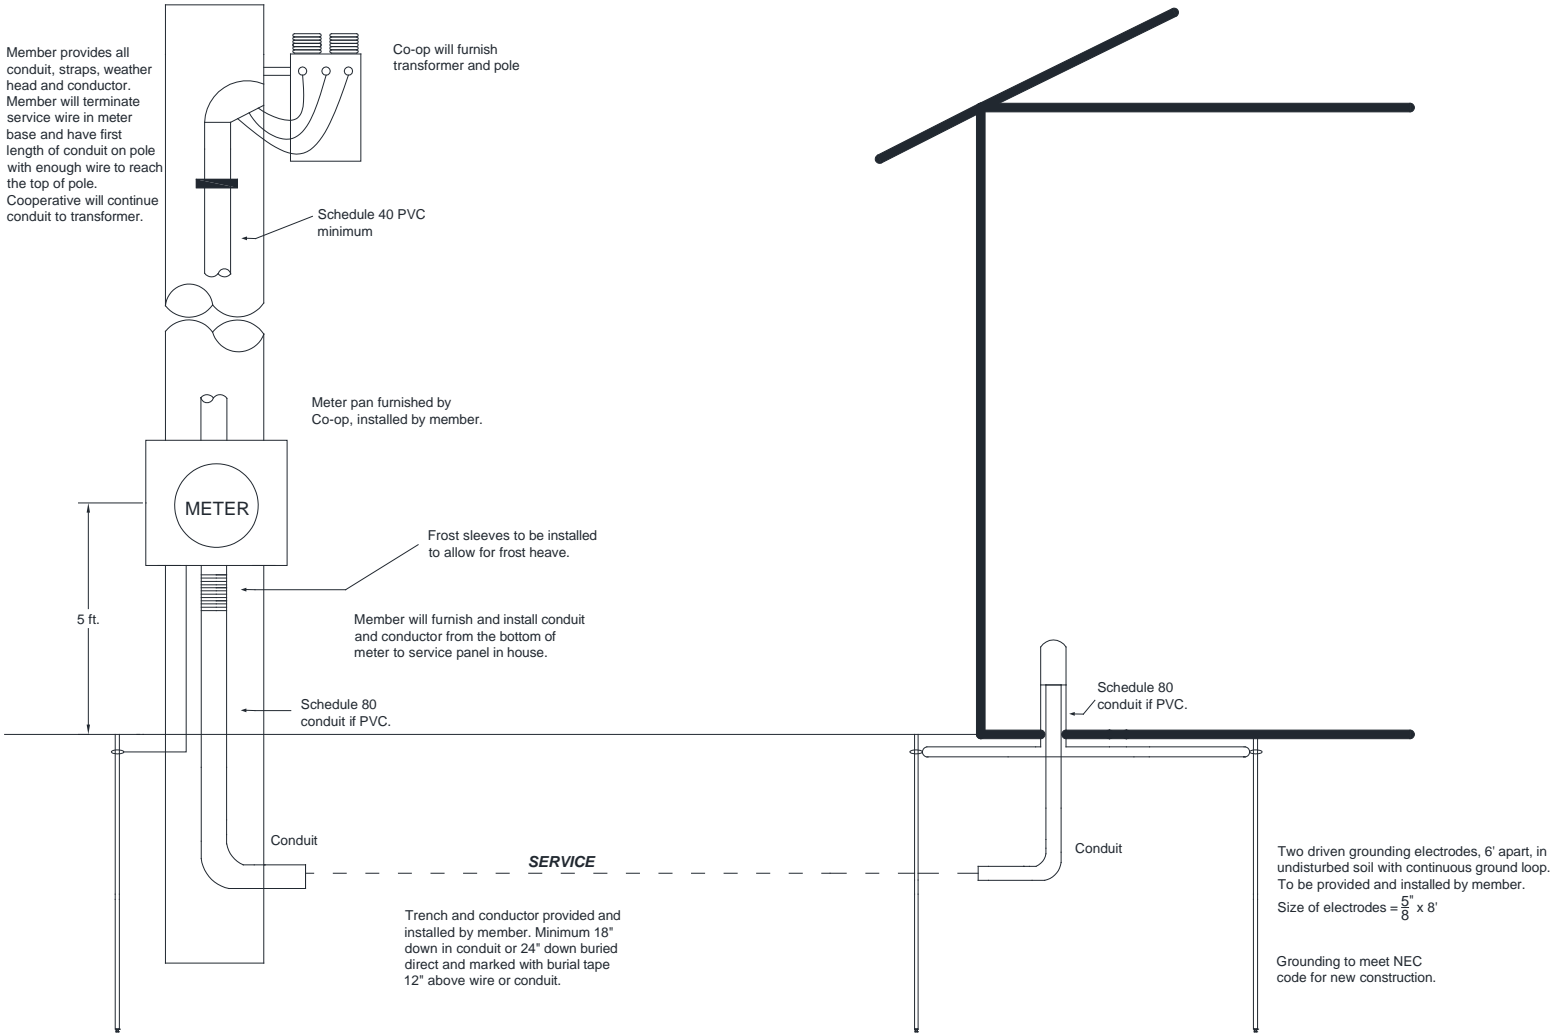 Member provides all
conduit, straps, weather
head and conductor.
Member will terminate
service wire in meter
base and have first
length of conduit on pole
with enough wire to reach
the top of pole.
Cooperative will continue
conduit to transformer.
Co-op will furnish
transformer and pole
Schedule 40 PVC
minimum
Meter pan furnished by
Co-op, installed by member.
METER
Frost sleeves to be installed
to allow for frost heave.
5 ft.
Member will furnish and install conduit
and conductor from the bottom of
meter to service panel in house.
Schedule 80
conduit if PVC.
Schedule 80
conduit if PVC.
Conduit
SERVICE
Conduit
Trench and conductor provided and
installed by member. Minimum 18"
down in conduit or 24" down buried
direct and marked with burial tape
12" above wire or conduit.
Two driven grounding electrodes, 6' apart, in
undisturbed soil with continuous ground loop.
To be provided and installed by member.
Size of electrodes = 5/8" x 8'
Grounding to meet NEC
code for new construction.